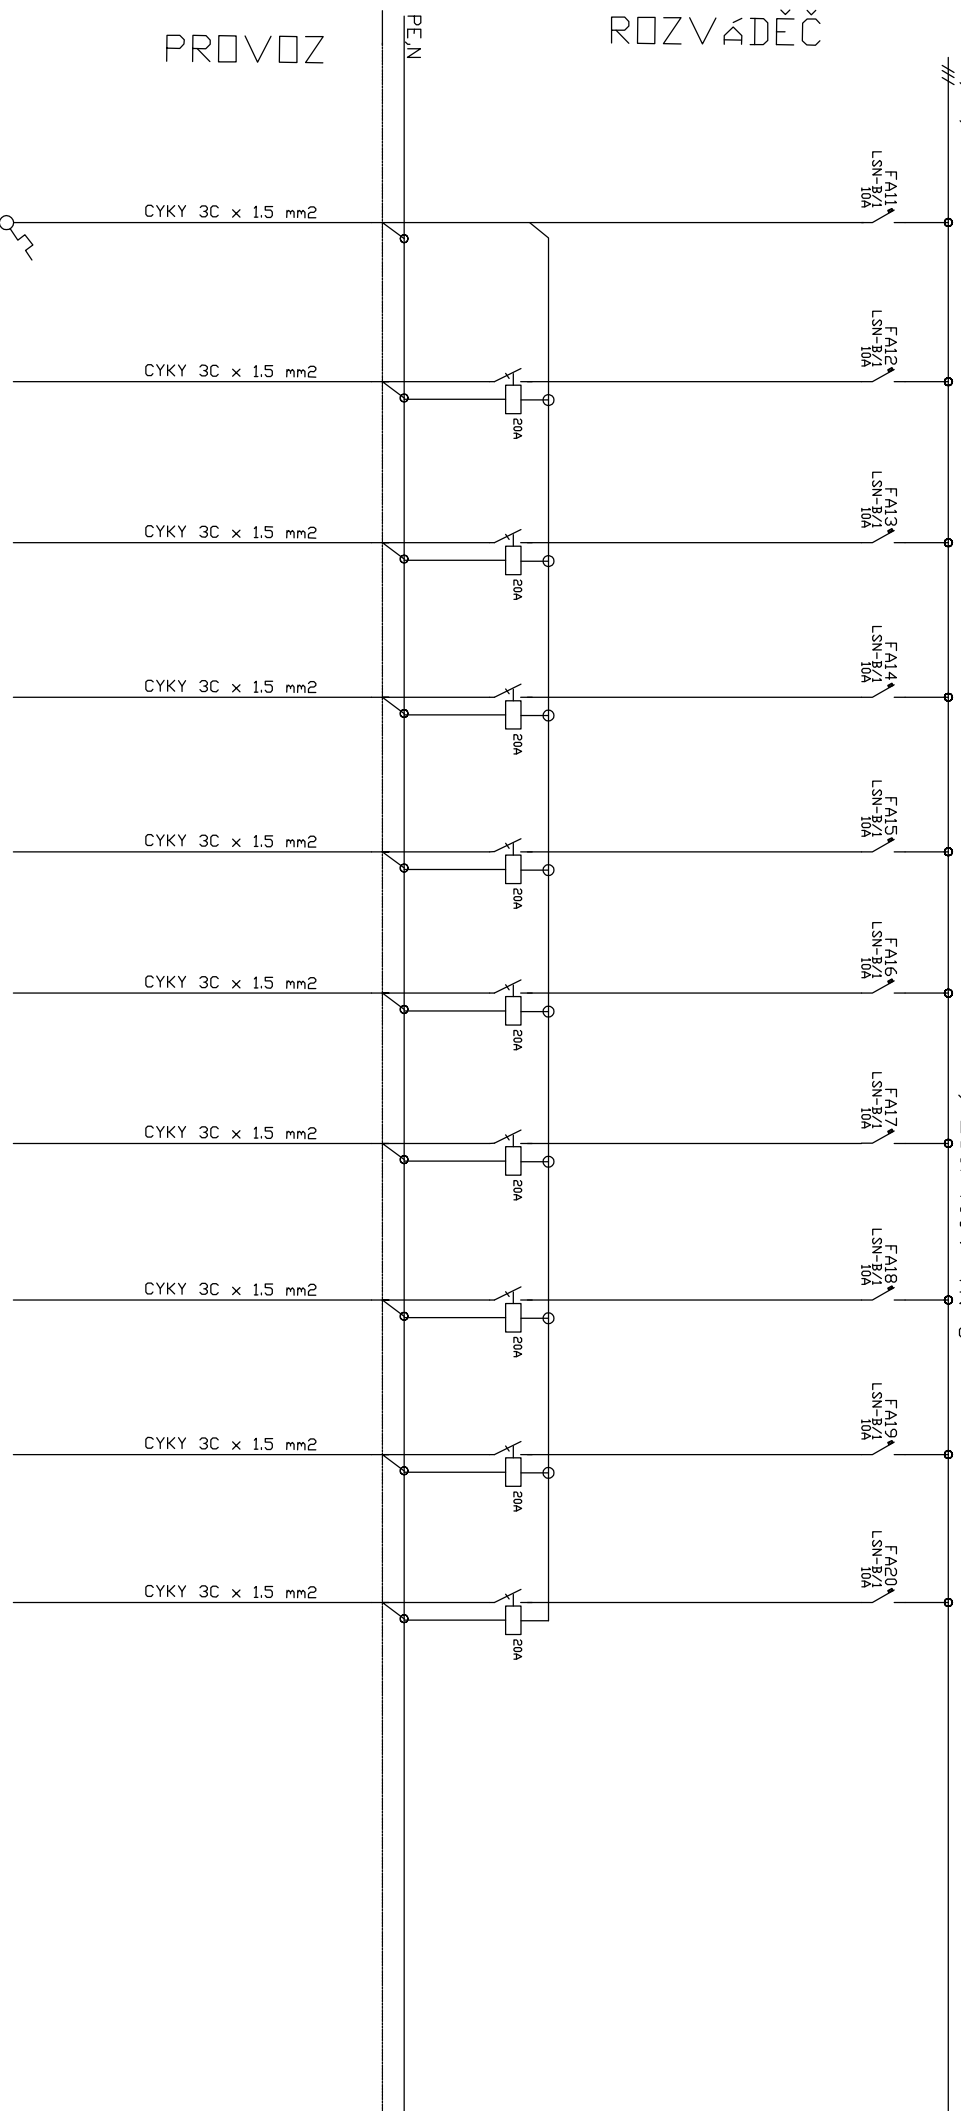 PROVOZ
PE,N
ROZVáDĚČ
FA11
LSN-B/1
10A
CYKY 3C x 1.5 mm2
FA12
LSN-B/1
10A
CYKY 3C x 1.5 mm2
20A
FA13
LSN-B/1
10A
CYKY 3C x 1.5 mm2
20A
FA14
LSN-B/1
10A
CYKY 3C x 1.5 mm2
20A
FA15
LSN-B/1
10A
CYKY 3C x 1.5 mm2
20A
FA16
LSN-B/1
10A
CYKY 3C x 1.5 mm2
20A
FA17
LSN-B/1
10A
CYKY 3C x 1.5 mm2
20A
FA18
LSN-B/1
10A
CYKY 3C x 1.5 mm2
20A
FA19
LSN-B/1
10A
CYKY 3C x 1.5 mm2
20A
FA20
LSN-B/1
10A
CYKY 3C x 1.5 mm2
20A